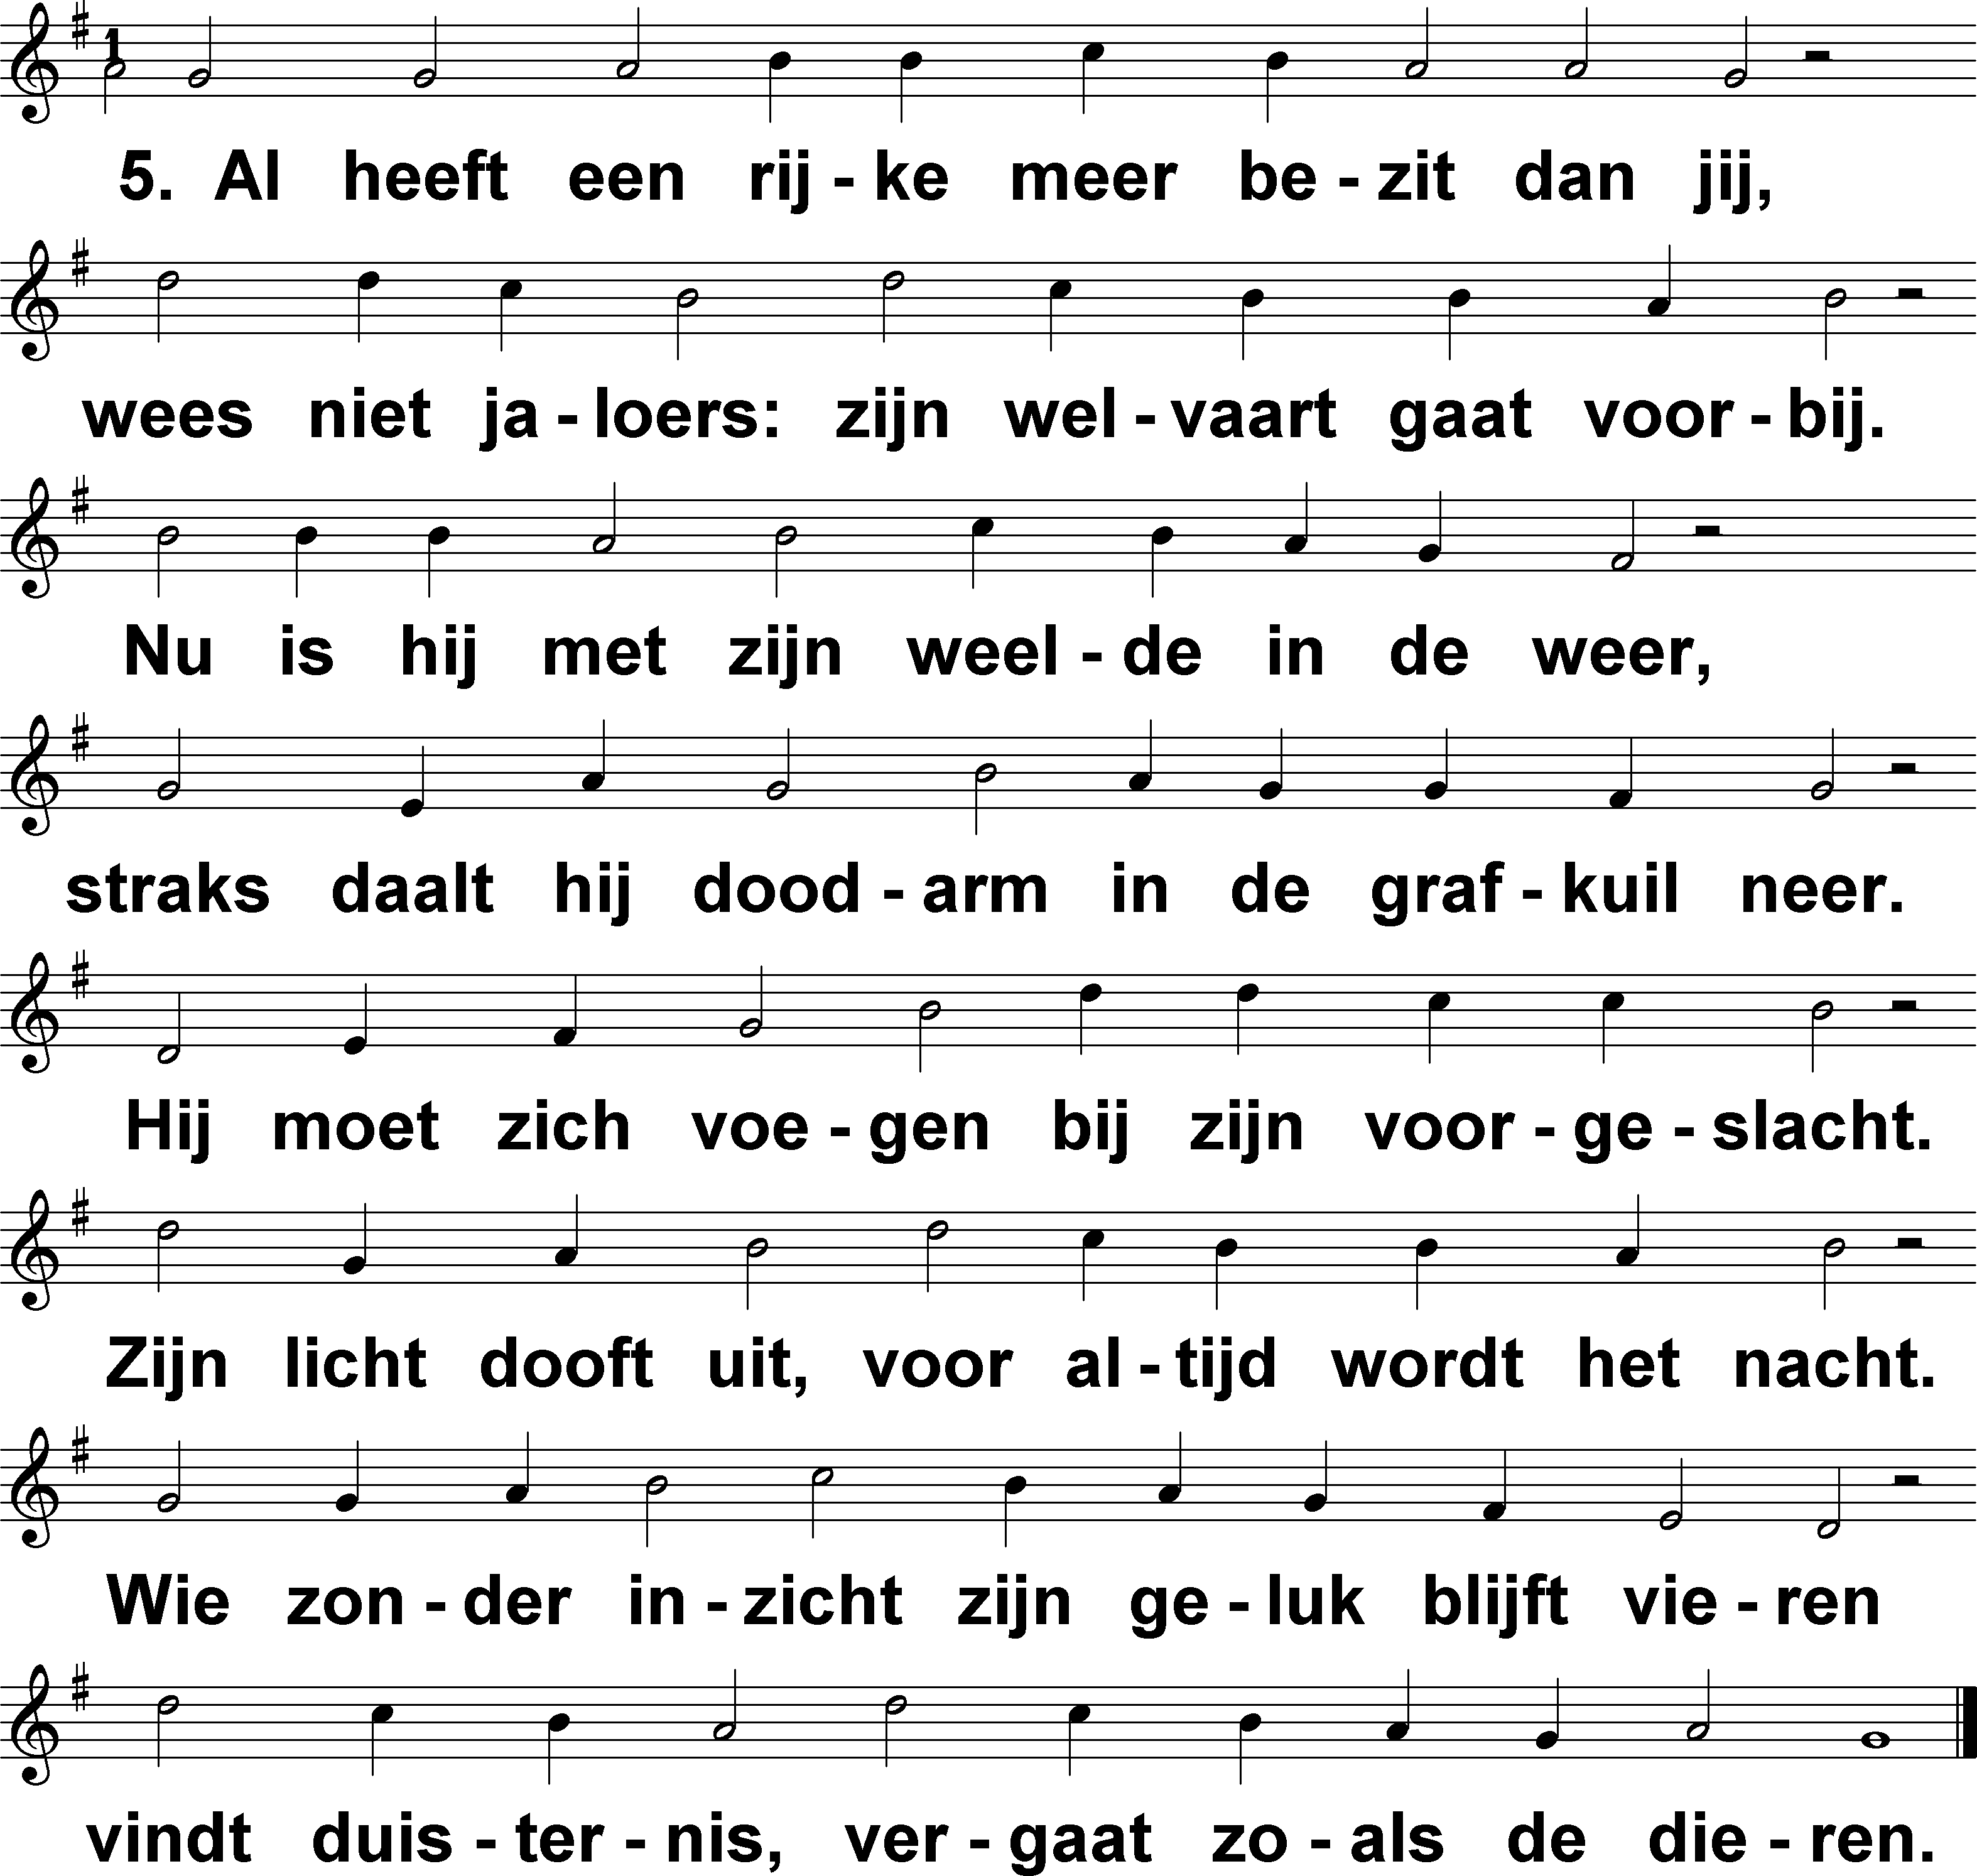 1
5. Al heeft een rij - ke meer be - zit dan jij,
wees niet ja - loers: zijn wel - vaart gaat voor - bij.
Nu is hij met zijn weel - de in de weer,
straks daalt hij dood - arm in de graf - kuil neer.
Hij moet zich voe - gen bij zijn voor - ge - slacht.
Zijn licht dooft uit, voor al - tijd wordt het nacht.
Wie zon - der in - zicht zijn ge - luk blijft vie - ren
vindt duis - ter - nis, ver - gaat zo - als de die - ren.